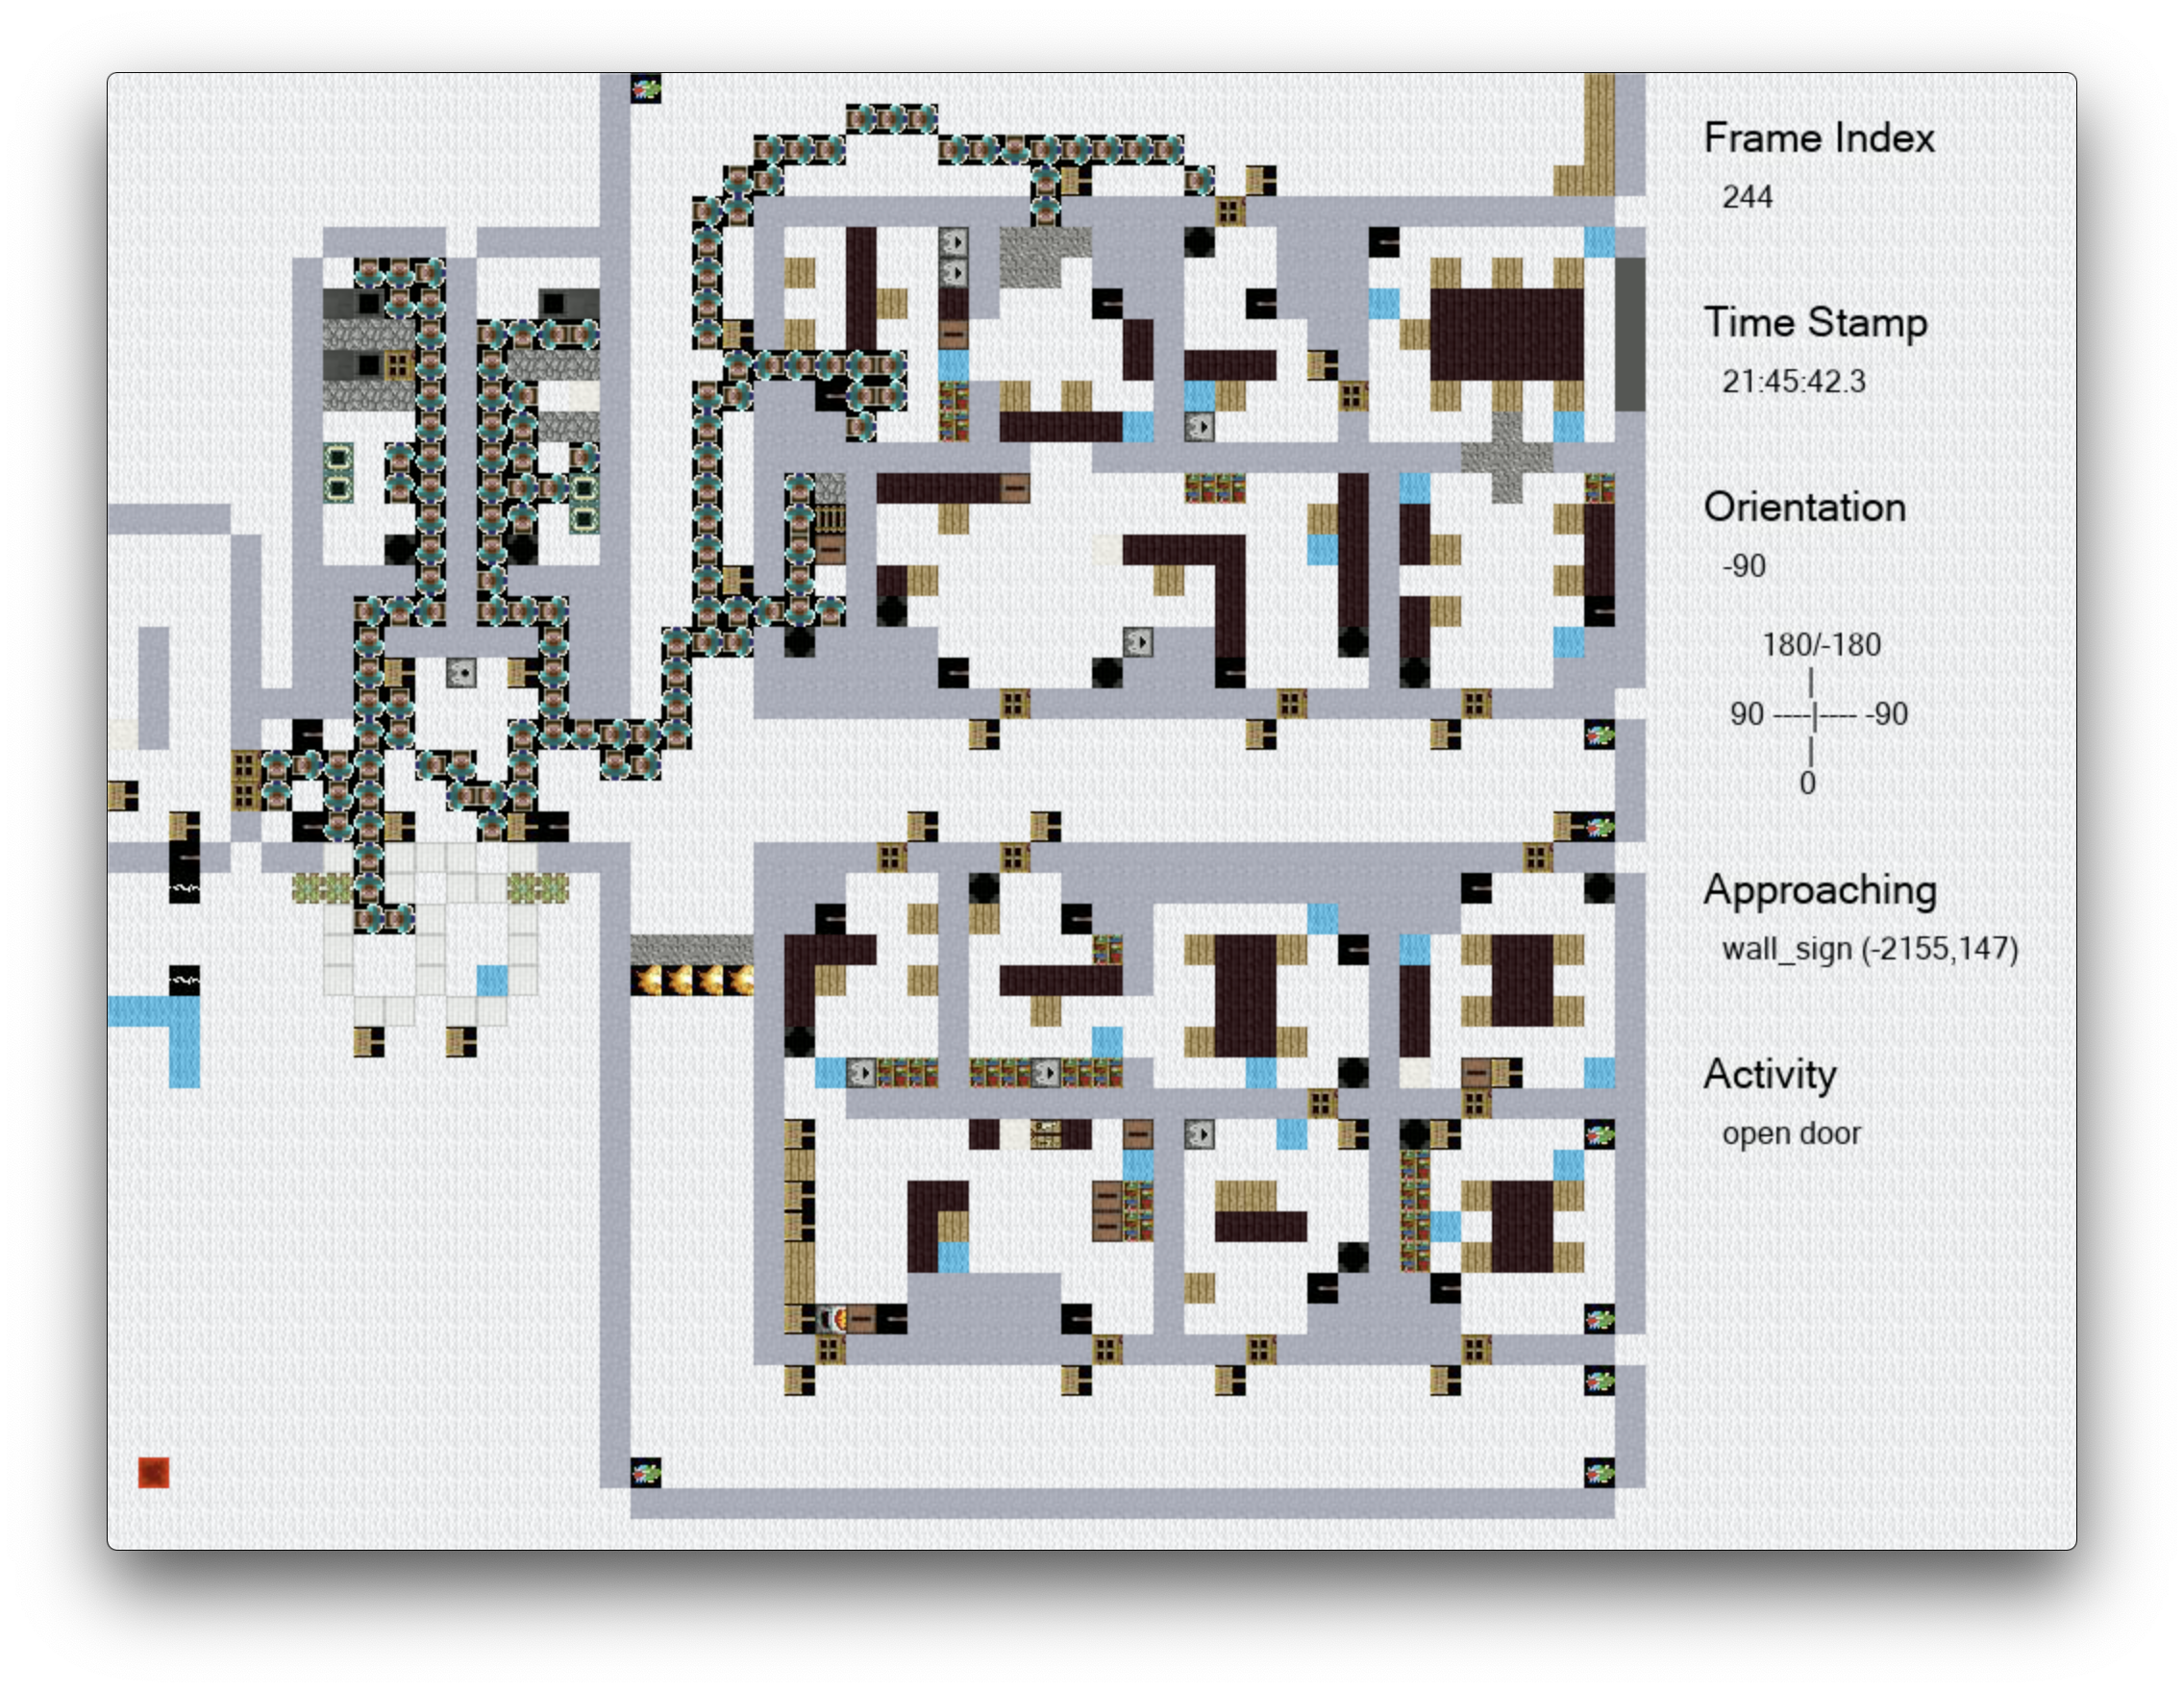 Frame Index
244
Time Stamp
21:45:42.3
Orientation
-90
180/-180
|
90 ----|---- -90
|
0
Approaching
wall_sign (-2155,147)
Activity
open door